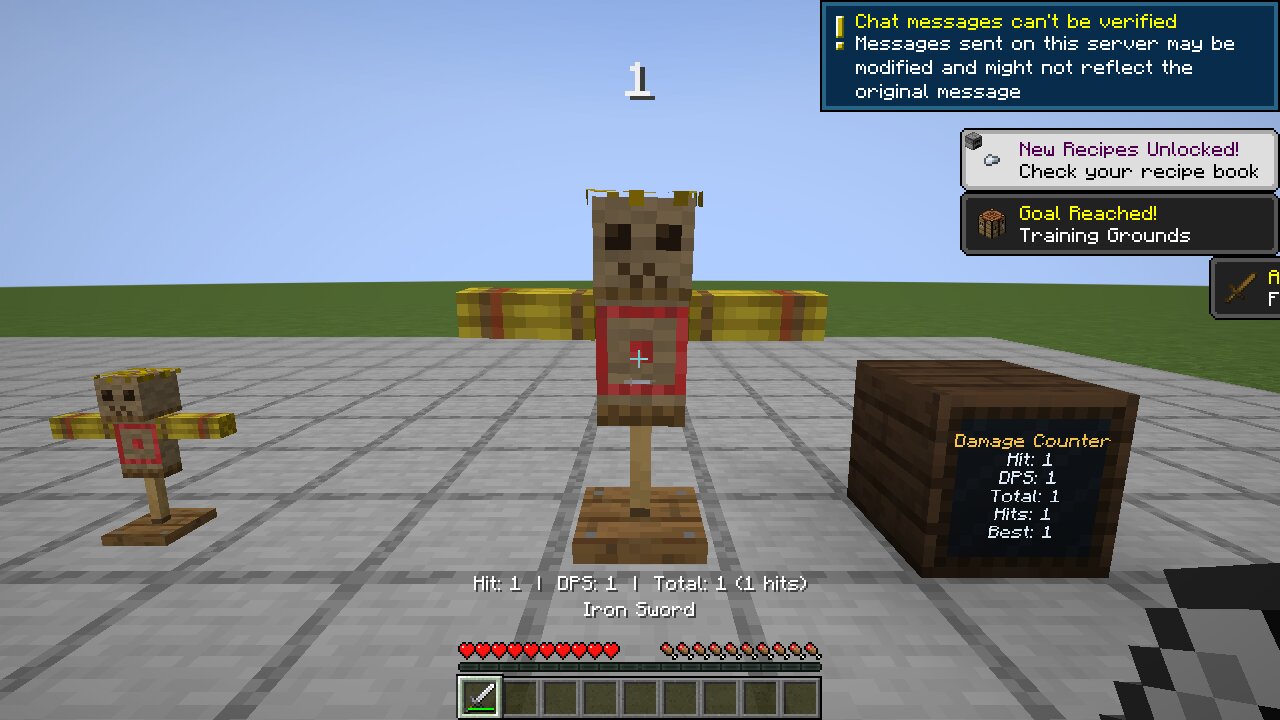 Chat messages can't be verified
Messages sent on this server may be
modified and might not reflect the
original message
1
New Recipes Unlocked!
Check your recipe book
Goal Reached!
Training Grounds
A
F
Damage Counter
Hit: 1
DPS: 1
Total: 1
Hits: 1
Best: 1
Hit: 1 | DPS: 1 | Total: 1 (1 hits)
Iron Sword